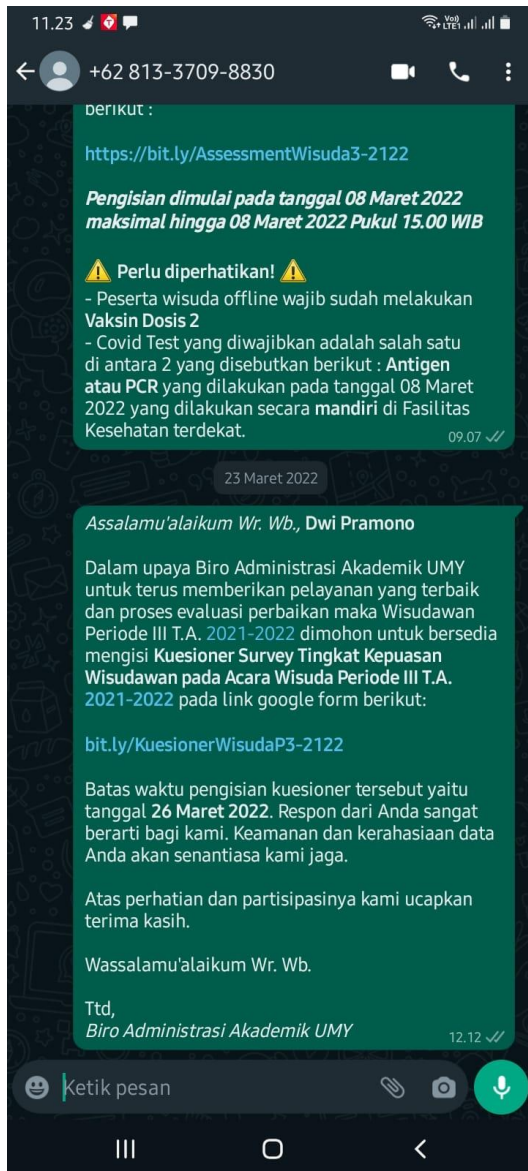 11.23
VoD
LTE1
+62 813-3709-8830
berikut :
https://bit.ly/AssessmentWisuda3-2122
Pengisian dimulai pada tanggal 08 Maret 2022
maksimal hingga 08 Maret 2022 Pukul 15.00 WIB
⚠️ Perlu diperhatikan! ⚠️
- Peserta wisuda offline wajib sudah melakukan
Vaksin Dosis 2
- Covid Test yang diwajibkan adalah salah satu
di antara 2 yang disebutkan berikut : Antigen
atau PCR yang dilakukan pada tanggal 08 Maret
2022 yang dilakukan secara mandiri di Fasilitas
Kesehatan terdekat.
09.07
23 Maret 2022
Assalamu'alaikum Wr. Wb., Dwi Pramono
Dalam upaya Biro Administrasi Akademik UMY
untuk terus memberikan pelayanan yang terbaik
dan proses evaluasi perbaikan maka Wisudawan
Periode III T.A. 2021-2022 dimohon untuk bersedia
mengisi Kuesioner Survey Tingkat Kepuasan
Wisudawan pada Acara Wisuda Periode III T.A.
2021-2022 pada link google form berikut:
bit.ly/KuesionerWisudaP3-2122
Batas waktu pengisian kuesioner tersebut yaitu
tanggal 26 Maret 2022. Respon dari Anda sangat
berarti bagi kami. Keamanan dan kerahasiaan data
Anda akan senantiasa kami jaga.
Atas perhatian dan partisipasinya kami ucapkan
terima kasih.
Wassalamu'alaikum Wr. Wb.
Ttd,
Biro Administrasi Akademik UMY
12.12
Ketik pesan